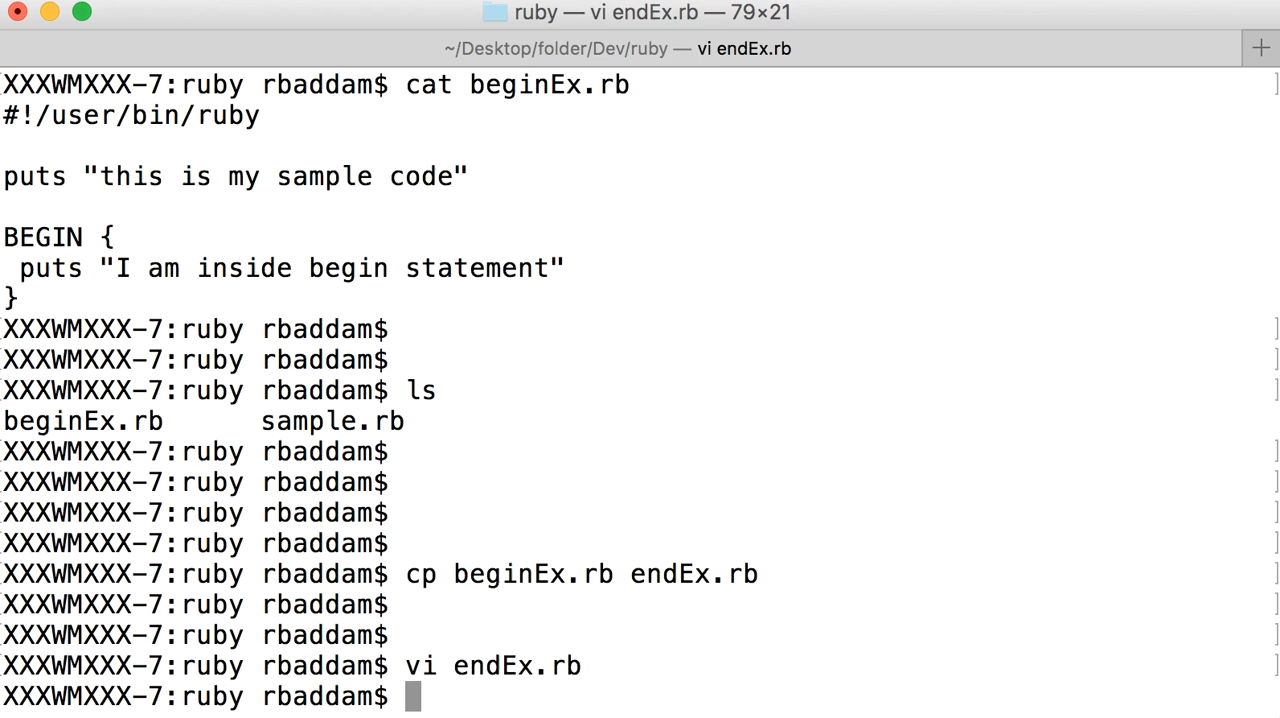 ruby — vi endEx.rb — 79×21
~/Desktop/folder/Dev/ruby — vi endEx.rb
XXXWMXXX-7:ruby rbaddam$ cat beginEx.rb
#!/user/bin/ruby
puts "this is my sample code"
BEGIN {
puts "I am inside begin statement"
}
XXXWMXXX-7:ruby rbaddam$
XXXWMXXX-7:ruby rbaddam$
XXXWMXXX-7:ruby rbaddam$ ls
beginEx.rb sample.rb
XXXWMXXX-7:ruby rbaddam$
XXXWMXXX-7:ruby rbaddam$
XXXWMXXX-7:ruby rbaddam$
XXXWMXXX-7:ruby rbaddam$
XXXWMXXX-7:ruby rbaddam$ cp beginEx.rb endEx.rb
XXXWMXXX-7:ruby rbaddam$
XXXWMXXX-7:ruby rbaddam$
XXXWMXXX-7:ruby rbaddam$ vi endEx.rb
XXXWMXXX-7:ruby rbaddam$